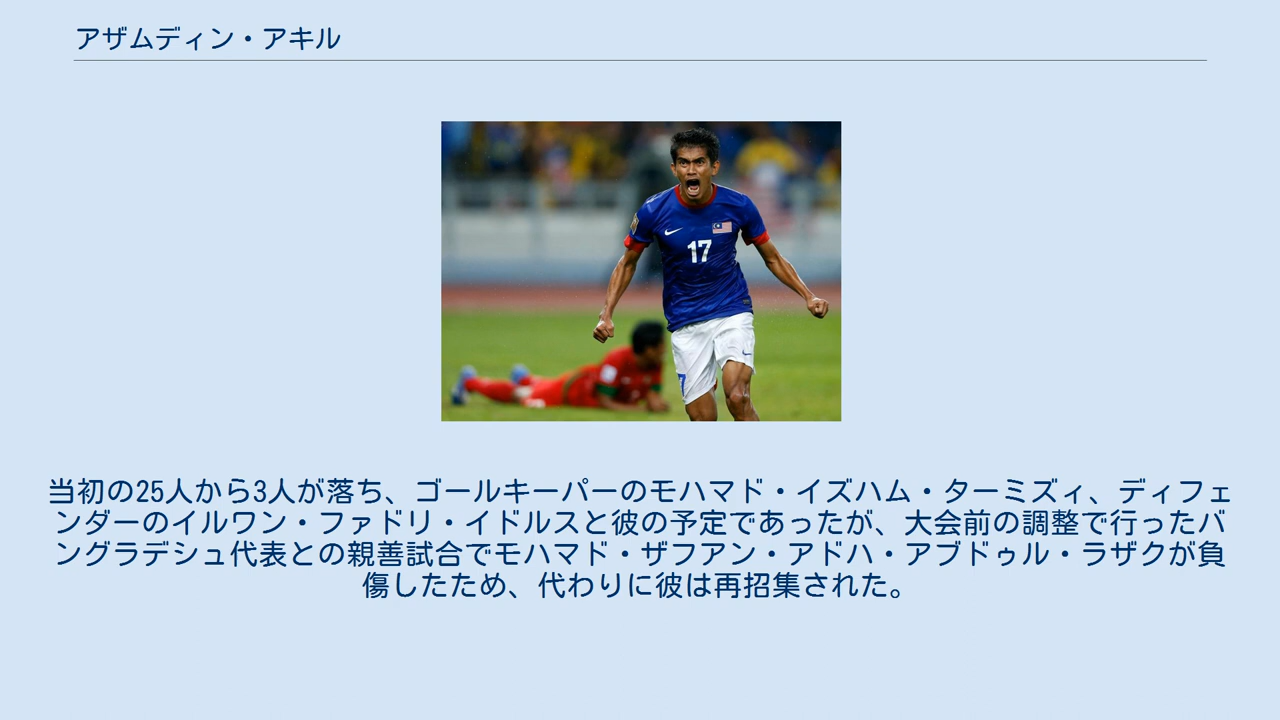 アザムディン・アキル
17
当初の25人から3人が落ち、ゴールキーパーのモハマド・イズハム・ターミズィ、ディフェ
ンダーのイルワン・ファドリ・イドルスと彼の予定であったが、大会前の調整で行ったバ
ングラデシュ代表との親善試合でモハマド・ザフアン・アドハ・アブドゥル・ラザクが負
傷したため、代わりに彼は再招集された。